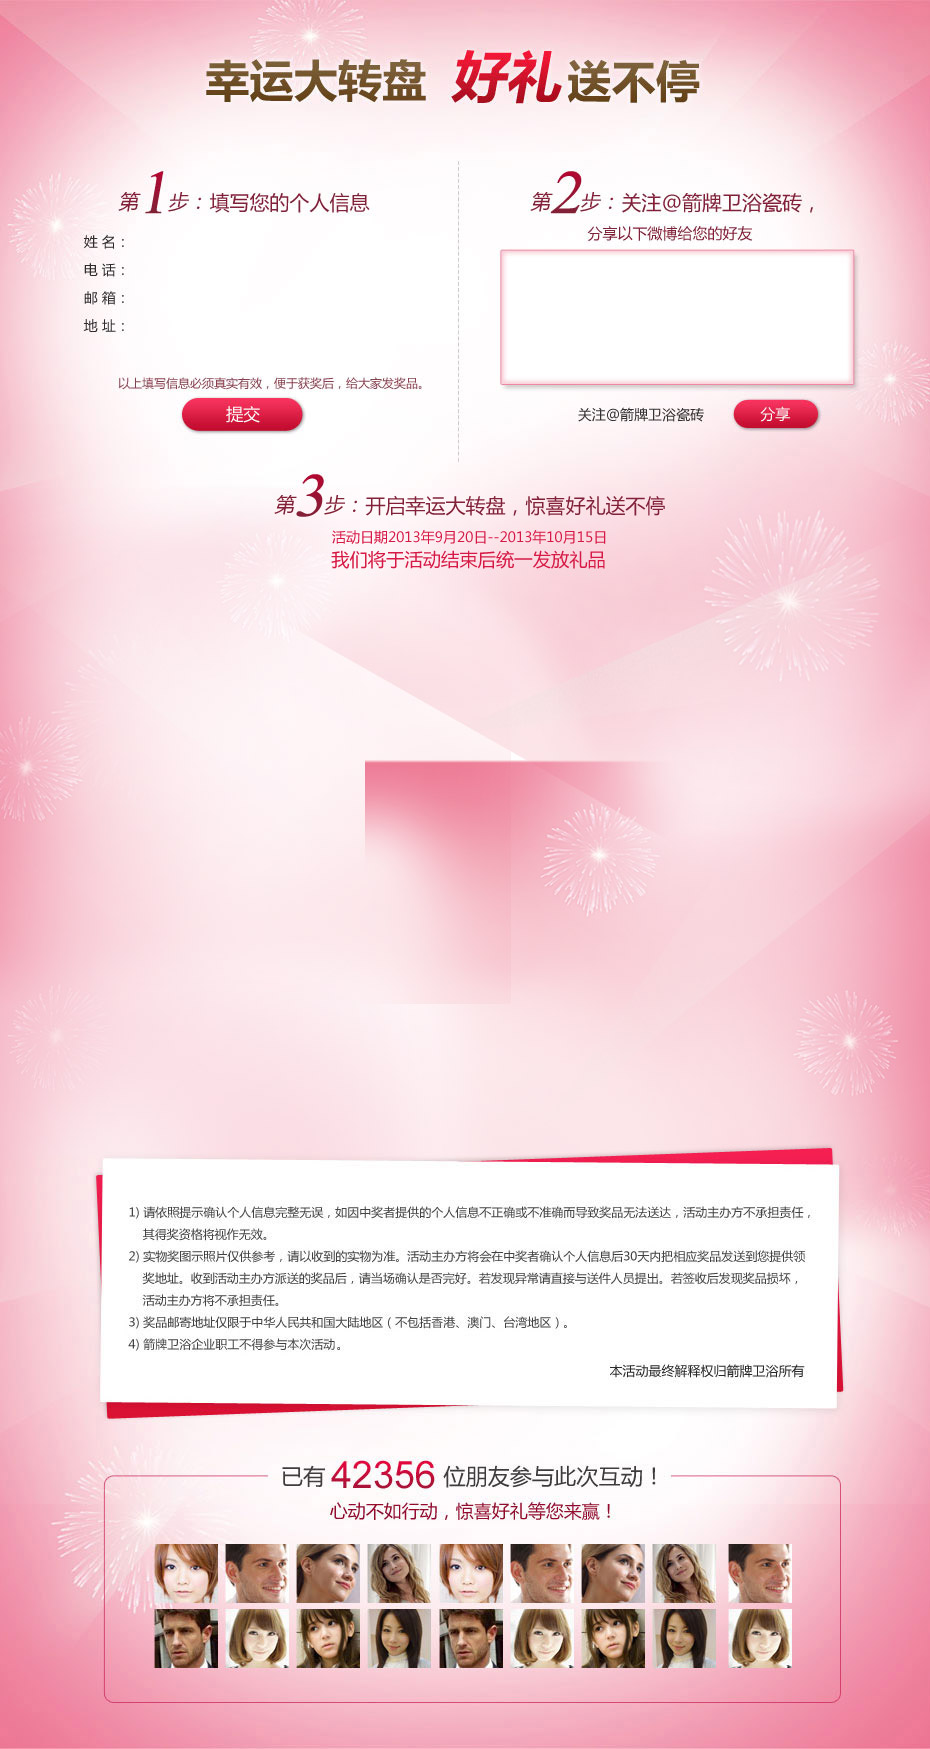 幸运大转盘 好礼送不停
第1步：填写您的个人信息
姓 名：
电 话：
邮 箱：
地 址：
以上填写信息必须真实有效，便于获奖后，给大家发奖品。
提交
第2步：关注@箭牌卫浴瓷砖，
分享以下微博给您的好友
关注@箭牌卫浴瓷砖
分享
第3步：开启幸运大转盘，惊喜好礼送不停
活动日期2013年9月20日--2013年10月15日
我们将于活动结束后统一发放礼品
1) 请依照提示确认个人信息完整无误，如因中奖者提供的个人信息不正确或不准确而导致奖品无法送达，活动主办方不承担责任，
其得奖资格将视作无效。
2) 实物奖图示照片仅供参考，请以收到的实物为准。活动主办方将会在中奖者确认个人信息后30天内把相应奖品发送到您提供领
奖地址。收到活动主办方派送的奖品后，请当场确认是否完好。若发现异常请直接与送件人员提出。若签收后发现奖品损坏，
活动主办方将不承担责任。
3) 奖品邮寄地址仅限于中华人民共和国大陆地区（不包括香港、澳门、台湾地区）。
4) 箭牌卫浴企业职工不得参与本次活动。
本活动最终解释权归箭牌卫浴所有
已有 42356 位朋友参与此次互动！
心动不如行动，惊喜好礼等您来赢！